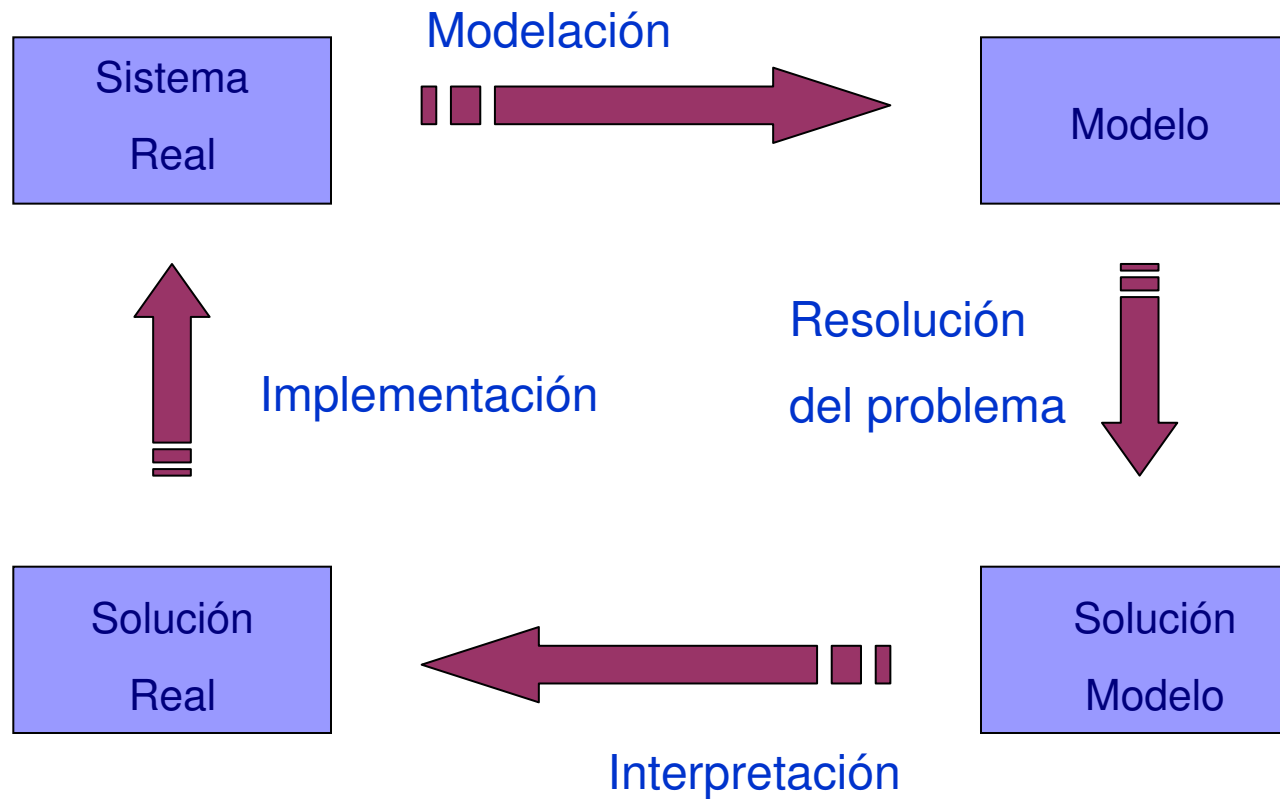 Modelación
Sistema
Real
Modelo
Resolución
del problema
Implementación
Solución
Real
Solución
Modelo
Interpretación